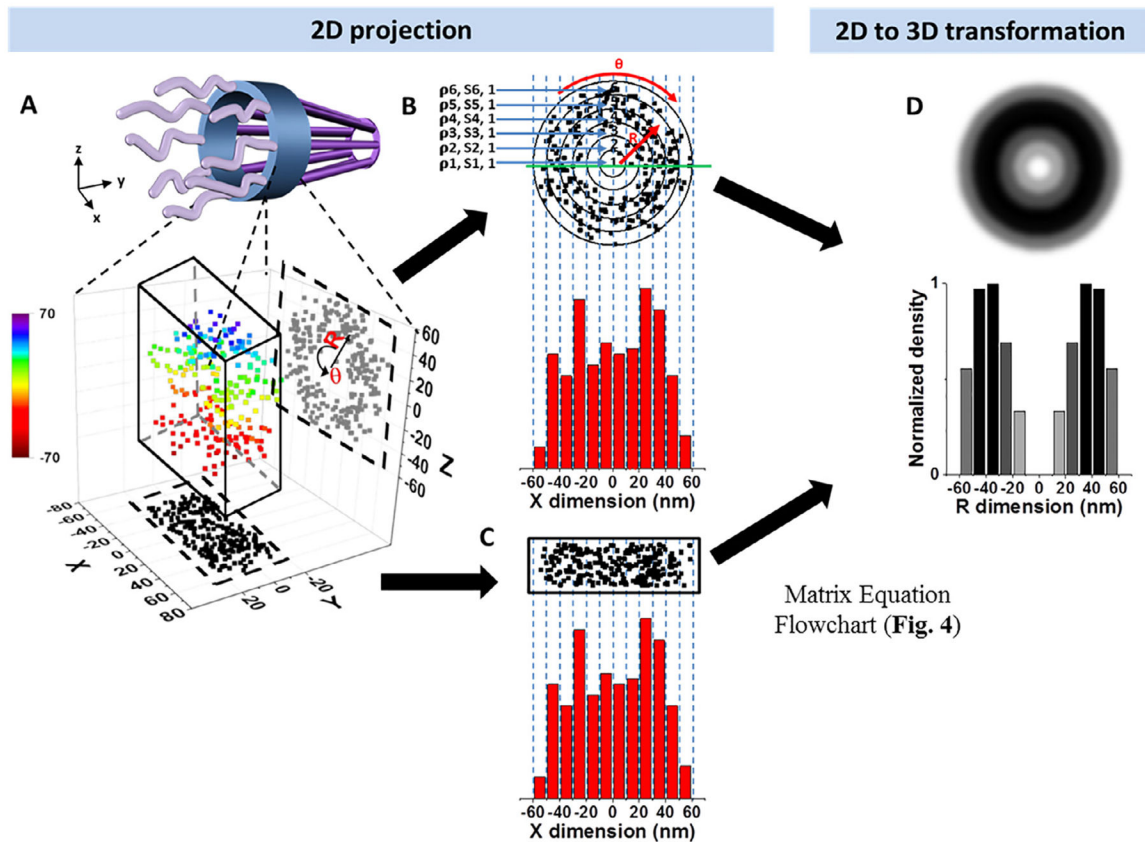 2D projection
2D to 3D transformation
A
z
y
x
70
-70
R
θ
60
40
20
0
-20
-40
-60
Z
-80
-60
-40
-20
0
20
40
60
80
X
20
0
-20
Y
B
θ
ρ6, S6, 1
ρ5, S5, 1
ρ4, S4, 1
ρ3, S3, 1
ρ2, S2, 1
ρ1, S1, 1
R
-60 -40 -20 0 20 40 60
X dimension (nm)
C
-60 -40 -20 0 20 40 60
X dimension (nm)
D
Normalized density
1
0
-60 -40 -20 0 20 40 60
R dimension (nm)
Matrix Equation
Flowchart (Fig. 4)